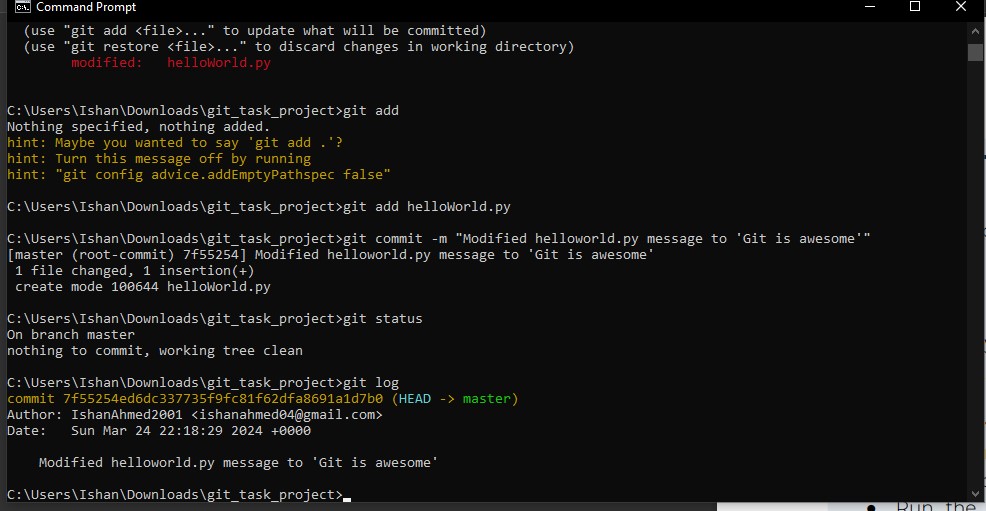 Command Prompt
(use "git add <file>..." to update what will be committed)
(use "git restore <file>..." to discard changes in working directory)
modified:   helloWorld.py
C:\Users\Ishan\Downloads\git_task_project>git add
Nothing specified, nothing added.
hint: Maybe you wanted to say 'git add .'?
hint: Turn this message off by running
hint: "git config advice.addEmptyPathspec false"
C:\Users\Ishan\Downloads\git_task_project>git add helloWorld.py
C:\Users\Ishan\Downloads\git_task_project>git commit -m "Modified helloworld.py message to 'Git is awesome'"
[master (root-commit) 7f55254] Modified helloworld.py message to 'Git is awesome'
1 file changed, 1 insertion(+)
create mode 100644 helloWorld.py
C:\Users\Ishan\Downloads\git_task_project>git status
On branch master
nothing to commit, working tree clean
C:\Users\Ishan\Downloads\git_task_project>git log
commit 7f55254ed6dc337735f9fc81f62dfa8691a1d7b0 (HEAD -> master)
Author: IshanAhmed2001 <ishanahmed04@gmail.com>
Date:   Sun Mar 24 22:18:29 2024 +0000
Modified helloworld.py message to 'Git is awesome'
C:\Users\Ishan\Downloads\git_task_project>
Run the